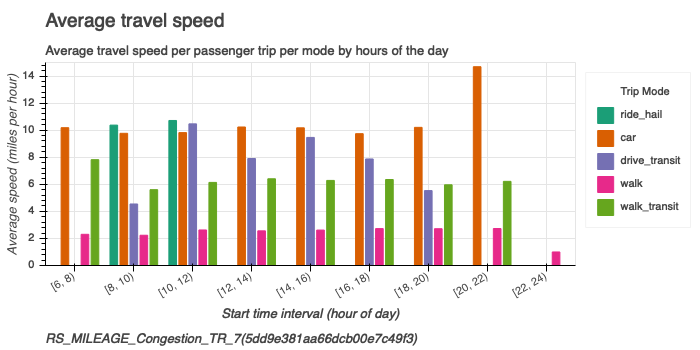 Average travel speed
Average travel speed per passenger trip per mode by hours of the day
Average speed (miles per hour)
14
12
10
8
6
4
2
0
[6, 8)
[8, 10)
[10, 12)
[12, 14)
[14, 16)
[16, 18)
[18, 20)
[20, 22)
[22, 24)
Start time interval (hour of day)
RS_MILEAGE_Congestion_TR_7(5dd9e381aa66dcb00e7c49f3)
Trip Mode
ride_hail
car
drive_transit
walk
walk_transit